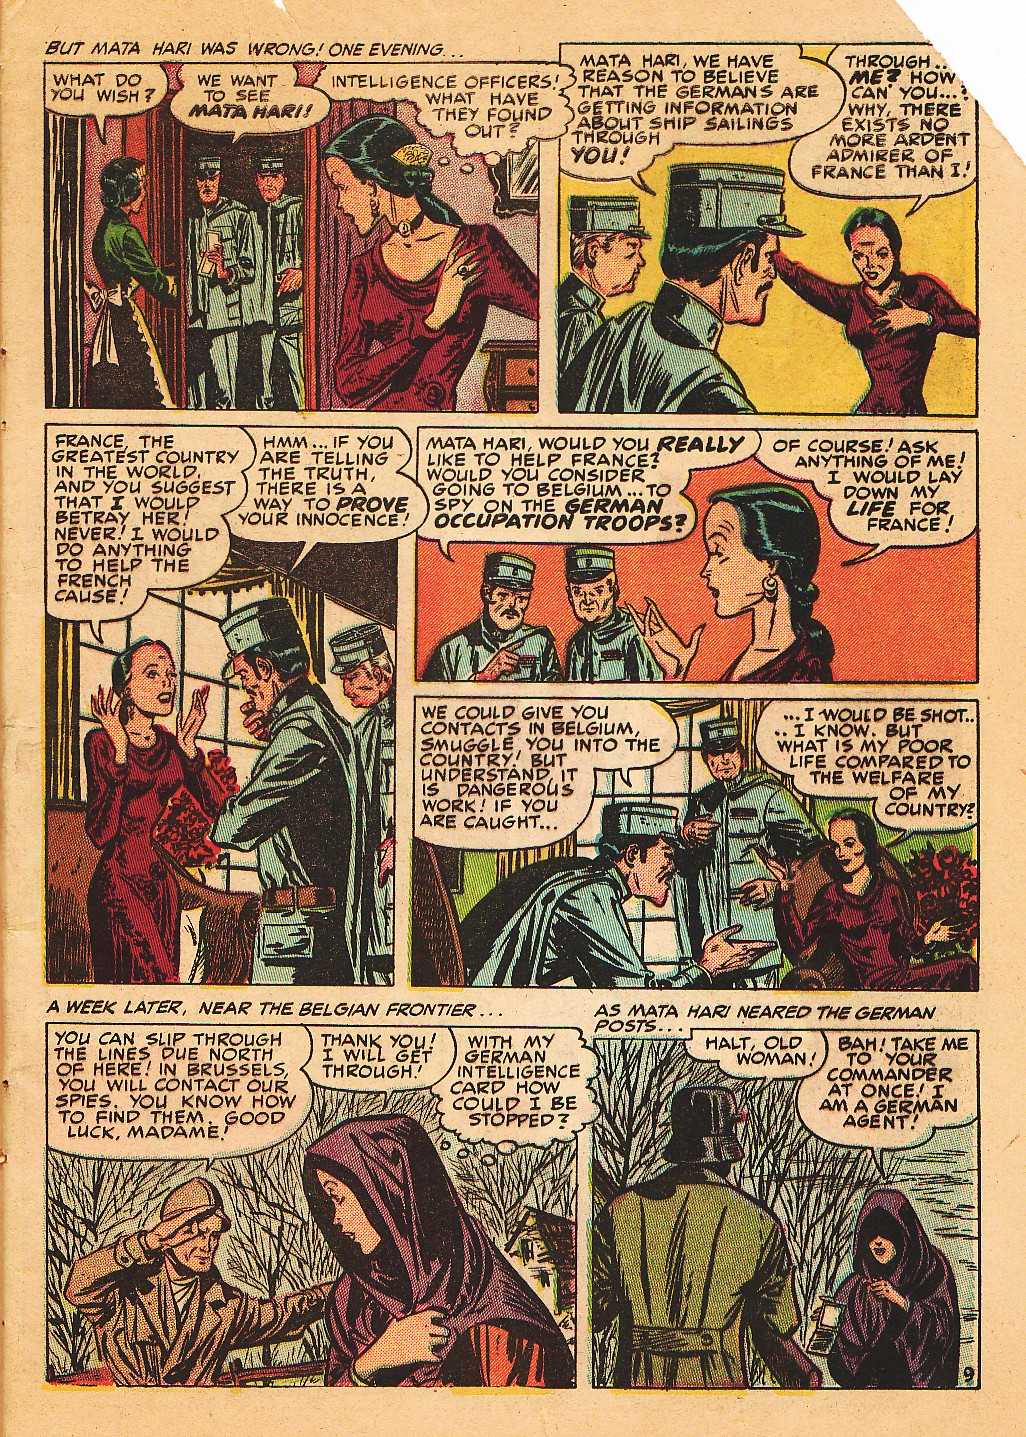 BUT MATA HARI WAS WRONG! ONE EVENING...
WHAT DO
YOU WISH?
WE WANT
TO SEE
MATA HARI!
INTELLIGENCE OFFICERS!
WHAT HAVE
THEY FOUND
OUT?
MATA HARI, WE HAVE
REASON TO BELIEVE
THAT THE GERMANS ARE
GETTING INFORMATION
ABOUT SHIP SAILINGS
THROUGH
YOU!
THROUGH...
ME? HOW
CAN YOU...?
WHY, THERE
EXISTS NO
MORE ARDENT
ADMIRER OF
FRANCE THAN I!
FRANCE, THE
GREATEST COUNTRY
IN THE WORLD,
AND YOU SUGGEST
THAT I WOULD
BETRAY HER!
NEVER! I WOULD
DO ANYTHING
TO HELP THE
FRENCH
CAUSE!
HMM... IF YOU
ARE TELLING
THE TRUTH,
THERE IS A
WAY TO PROVE
YOUR INNOCENCE!
MATA HARI, WOULD YOU REALLY
LIKE TO HELP FRANCE?
WOULD YOU CONSIDER
GOING TO BELGIUM... TO
SPY ON THE GERMAN
OCCUPATION TROOPS?
OF COURSE! ASK
ANYTHING OF ME!
I WOULD LAY
DOWN MY
LIFE FOR
FRANCE!
WE COULD GIVE YOU
CONTACTS IN BELGIUM,
SMUGGLE YOU INTO THE
COUNTRY! BUT
UNDERSTAND, IT
IS DANGEROUS
WORK! IF YOU
ARE CAUGHT...
...I WOULD BE SHOT..
..I KNOW. BUT
WHAT IS MY POOR
LIFE COMPARED TO
THE WELFARE
OF MY
COUNTRY?
A WEEK LATER, NEAR THE BELGIAN FRONTIER...
YOU CAN SLIP THROUGH
THE LINES DUE NORTH
OF HERE! IN BRUSSELS,
YOU WILL CONTACT OUR
SPIES. YOU KNOW HOW
TO FIND THEM. GOOD
LUCK, MADAME!
THANK YOU!
I WILL GET
THROUGH!
WITH MY
GERMAN
INTELLIGENCE
CARD HOW
COULD I BE
STOPPED?
AS MATA HARI NEARED THE GERMAN
POSTS...
HALT, OLD
WOMAN!
BAH! TAKE ME
TO YOUR
COMMANDER
AT ONCE! I
AM A GERMAN
AGENT!
9